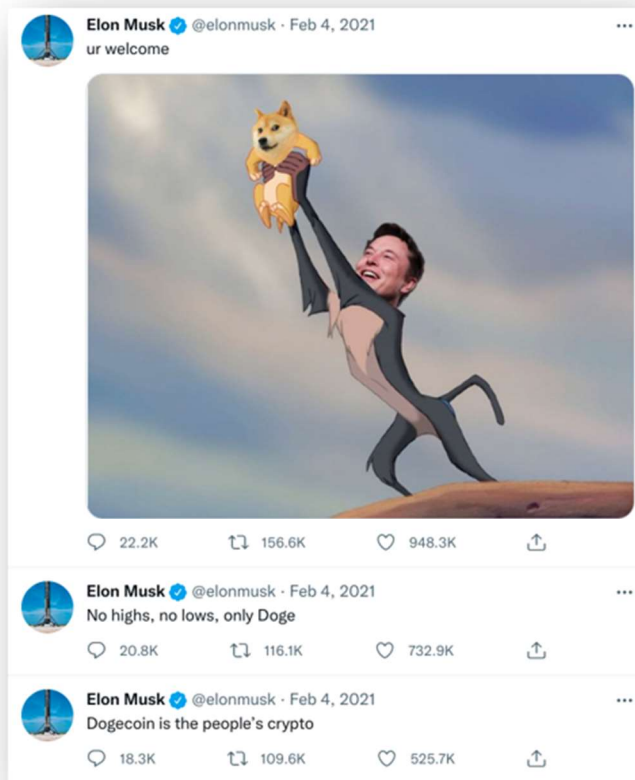 Elon Musk @elonmusk · Feb 4, 2021
ur welcome
22.2K 156.6K 948.3K
Elon Musk @elonmusk · Feb 4, 2021
No highs, no lows, only Doge
20.8K 116.1K 732.9K
Elon Musk @elonmusk · Feb 4, 2021
Dogecoin is the people's crypto
18.3K 109.6K 525.7K